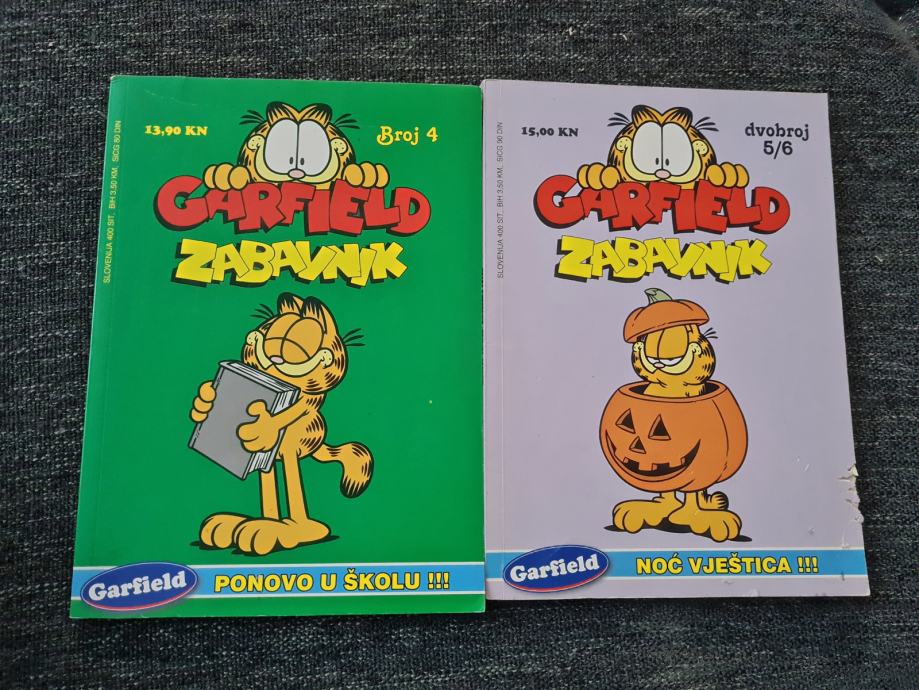 13,90 KN
Broj 4
SLOVENIJA 400 SIT. BIH 3,50 KM. SICG 80 DIN
GARFIELD
ZABAVNIK
Garfield
PONOVO U ŠKOLU !!!
15,00 KN
dvobroj
5/6
SLOVENIJA 400 SIT. BIH 3,50 KM. SICG 90 DIN
GARFIELD
ZABAVNIK
Garfield
NOĆ VJEŠTICA !!!